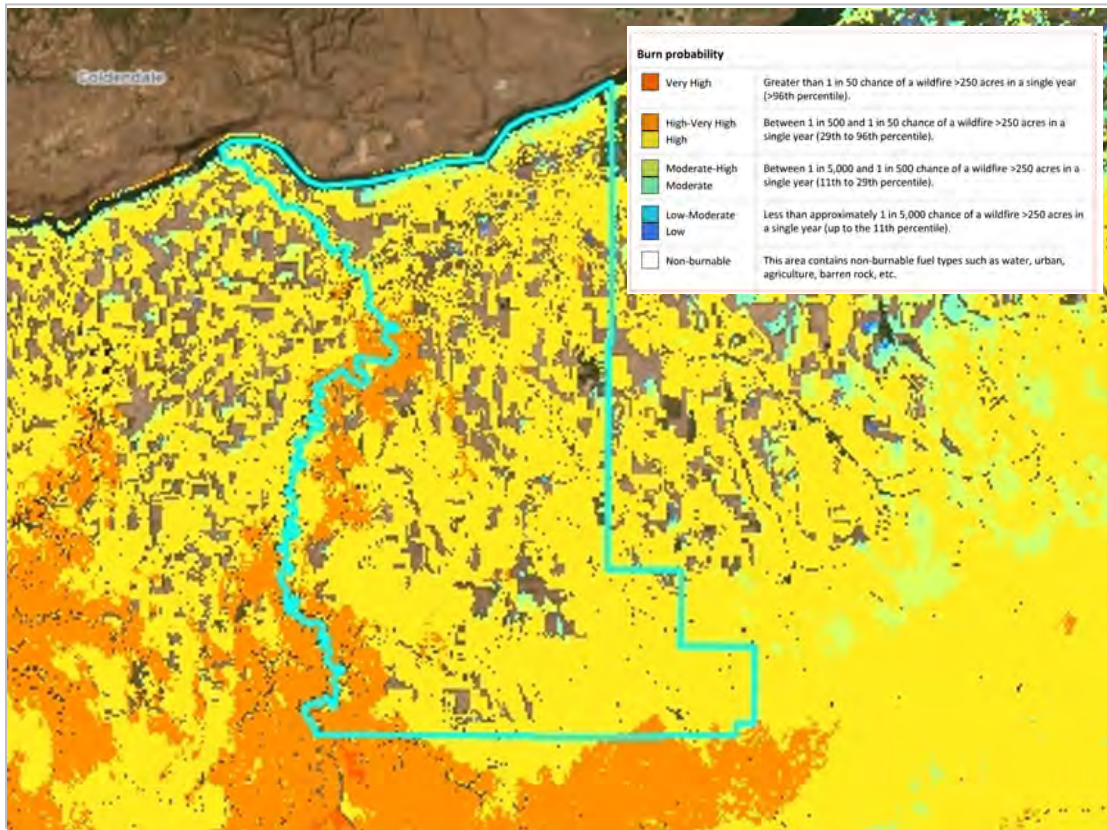 Goldendale
Burn probability
Very High
Greater than 1 in 50 chance of a wildfire >250 acres in a single year
(>96th percentile).
High-Very High
High
Between 1 in 500 and 1 in 50 chance of a wildfire >250 acres in
a single year (29th to 96th percentile).
Moderate-High
Moderate
Between 1 in 5,000 and 1 in 500 chance of a wildfire >250 acres in a
single year (11th to 29th percentile).
Low-Moderate
Low
Less than approximately 1 in 5,000 chance of a wildfire >250 acres in
a single year (up to the 11th percentile).
Non-burnable
This area contains non-burnable fuel types such as water, urban,
agriculture, barren rock, etc.